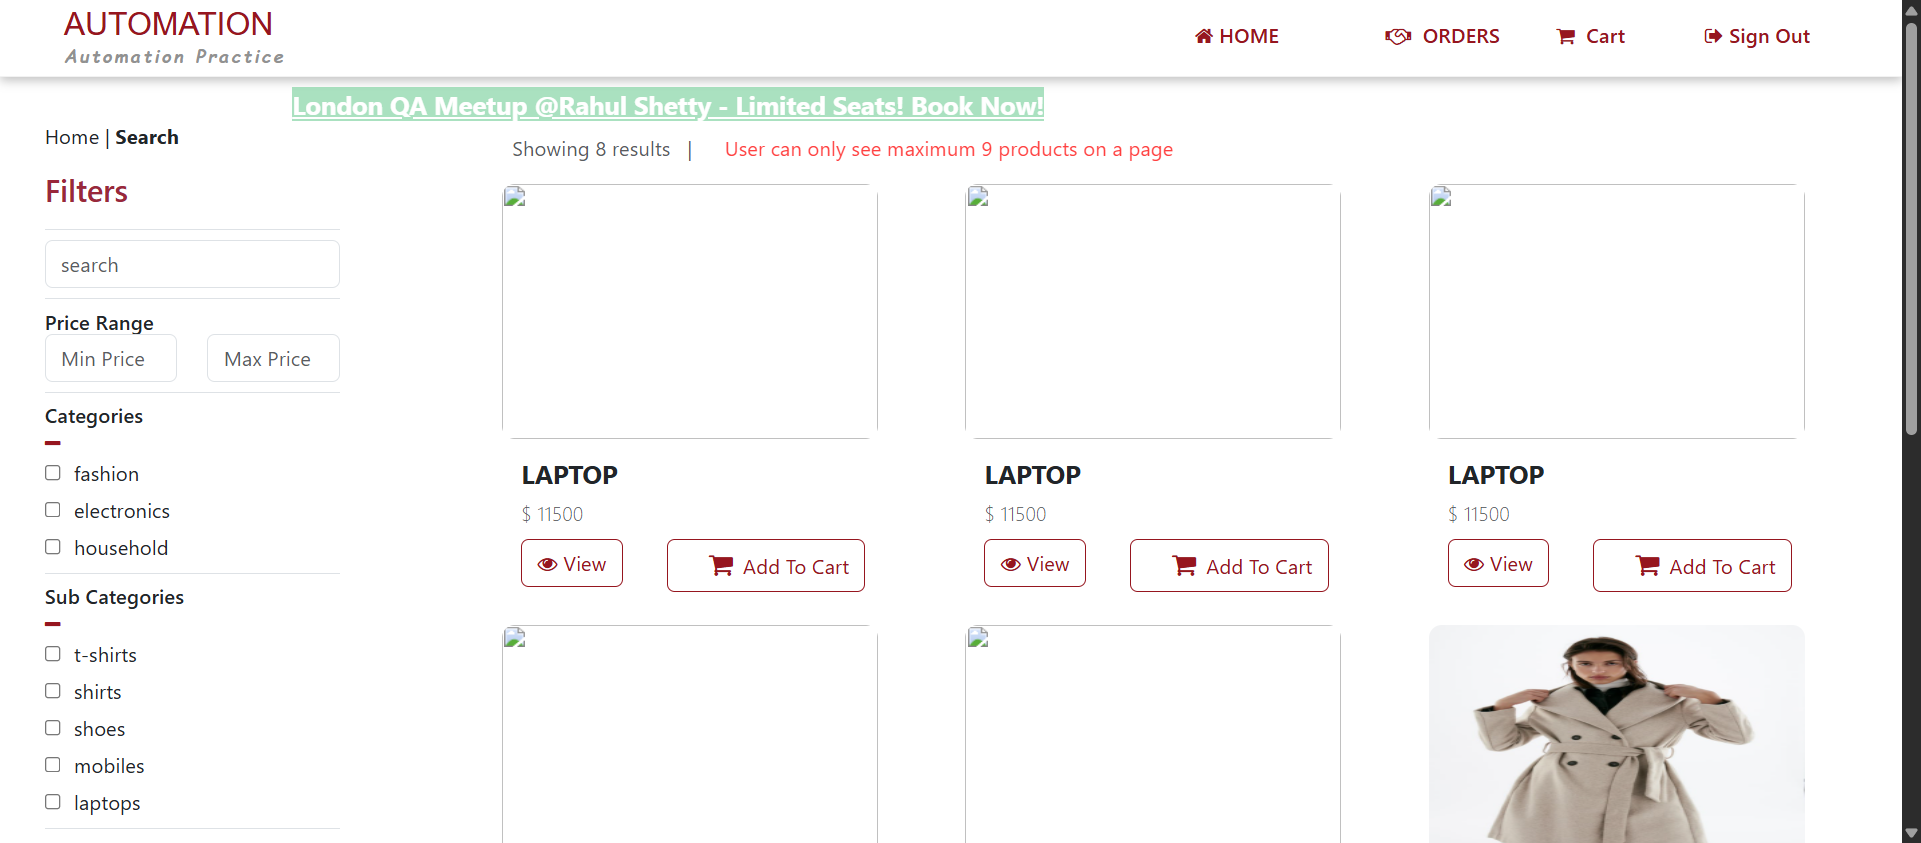 AUTOMATION
Automation Practice
HOME
ORDERS
Cart
Sign Out
London QA Meetup @Rahul Shetty - Limited Seats! Book Now!
Home | Search
Showing 8 results |
User can only see maximum 9 products on a page
Filters
search
Price Range
Min Price
Max Price
Categories
fashion
electronics
household
Sub Categories
t-shirts
shirts
shoes
mobiles
laptops
LAPTOP
$ 11500
View
Add To Cart
LAPTOP
$ 11500
View
Add To Cart
LAPTOP
$ 11500
View
Add To Cart